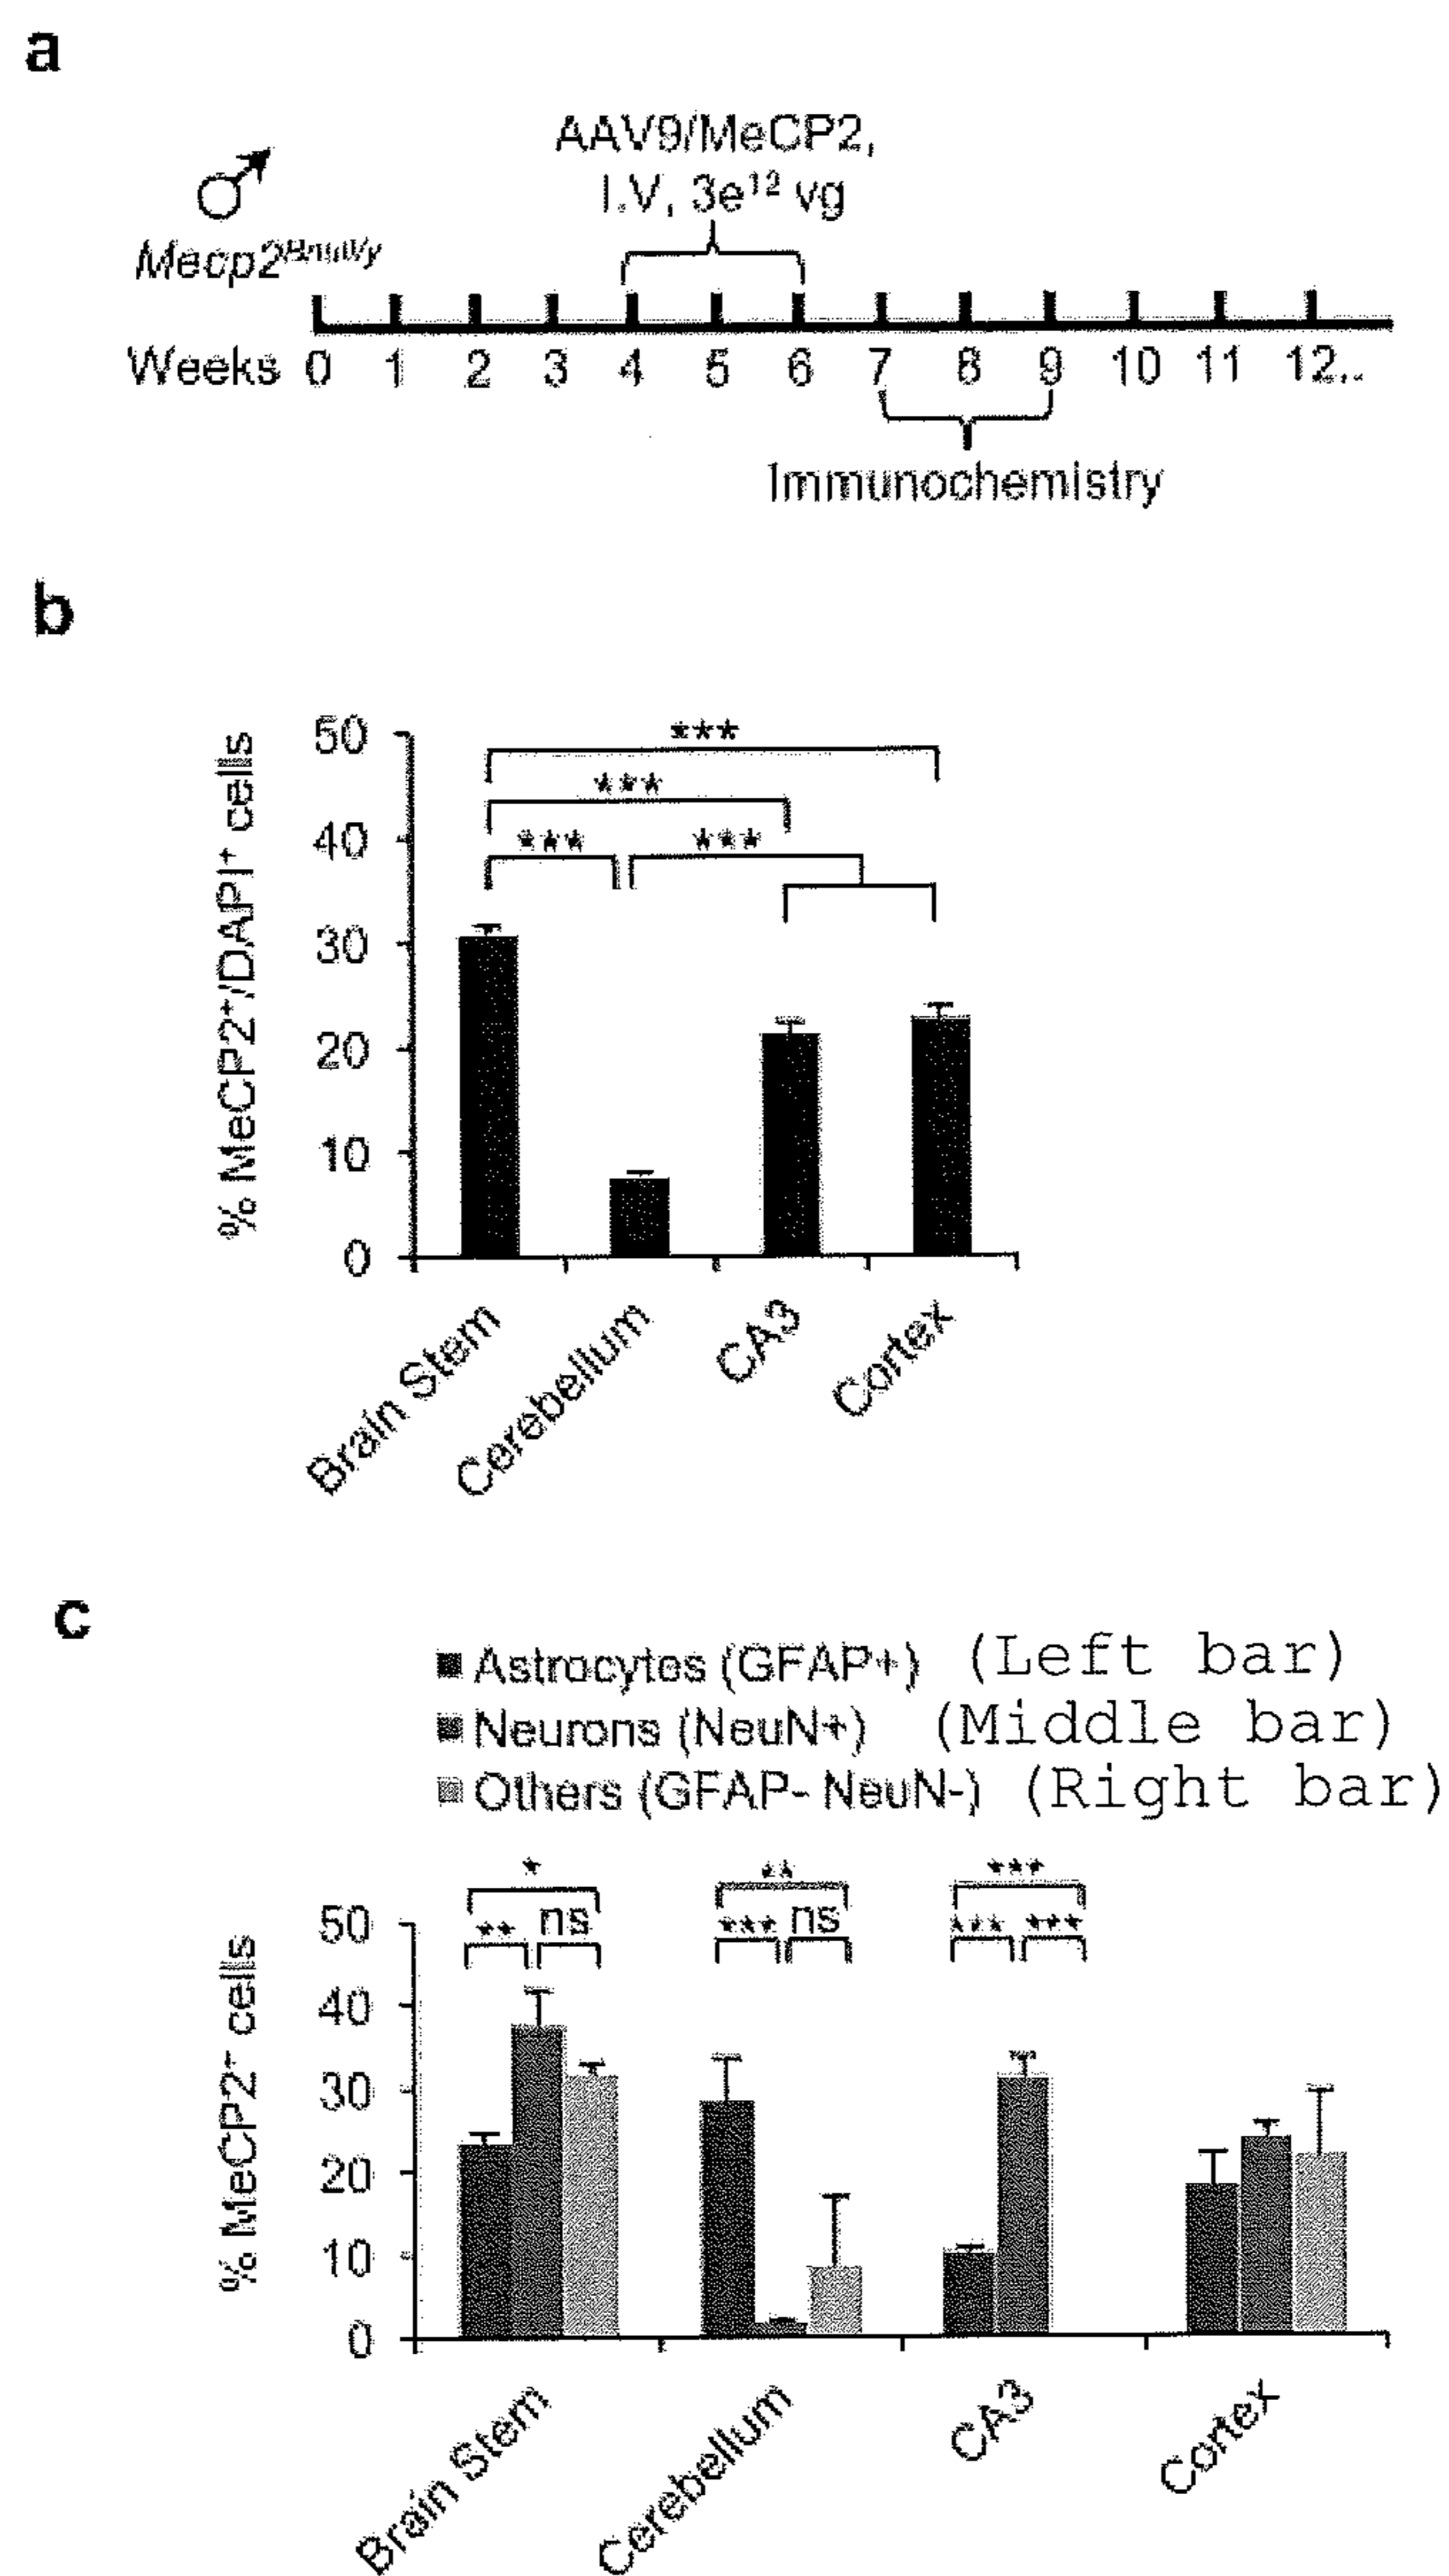 a
AAV9/MeCP2,
I.V, 3e¹² vg
♂
Mecp2
Weeks 0 1 2 3 4 5 6 7 8 9 10 11 12..
Immunochemistry
b
% MeCP2⁺/DAPI⁺ cells
50
40
30
20
10
0
***
***
*** ***
Brain Stem
Cerebellum
CA3
Cortex
c
Astrocytes (GFAP+) (Left bar)
Neurons (NeuN+) (Middle bar)
Others (GFAP- NeuN-) (Right bar)
% MeCP2⁺ cells
50
40
30
20
10
0
* ** ***
** ns *** ns *** ***
Brain Stem
Cerebellum
CA3
Cortex